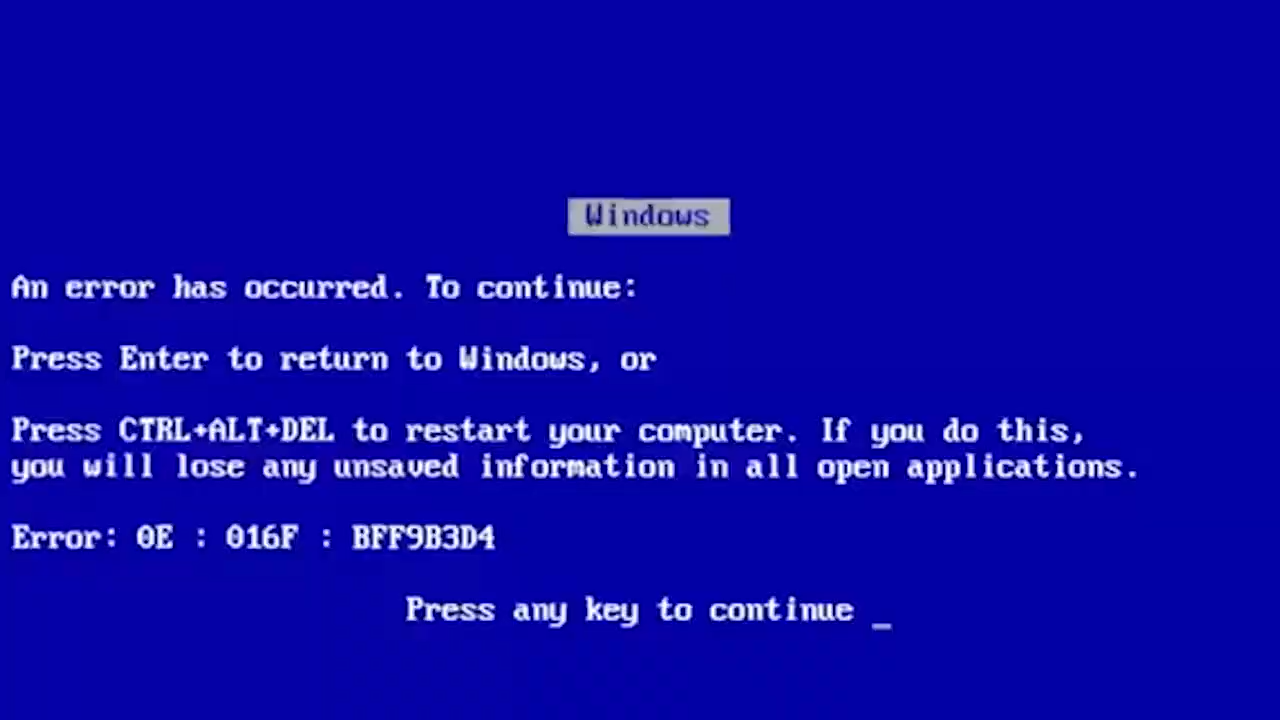 Windows
An error has occurred. To continue:
Press Enter to return to Windows, or
Press CTRL+ALT+DEL to restart your computer. If you do this,
you will lose any unsaved information in all open applications.
Error: 0E : 016F : BFF9B3D4
Press any key to continue _